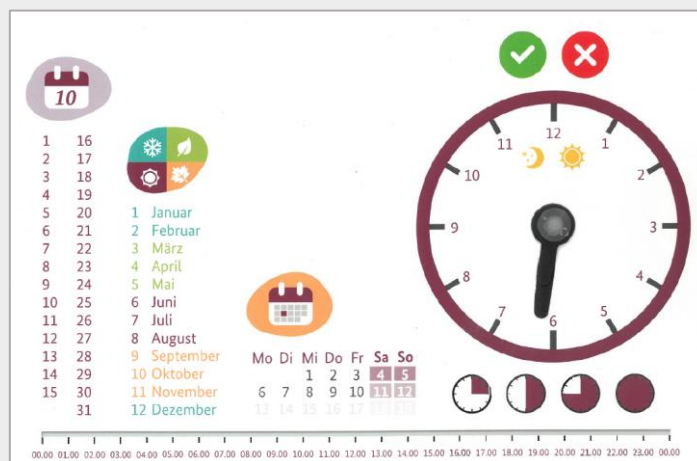 10
1 16
2 17
3 18
4 19
5 20
6 21
7 22
8 23
9 24
10 25
11 26
12 27
13 28
14 29
15 30
31
1 Januar
2 Februar
3 März
4 April
5 Mai
6 Juni
7 Juli
8 August
9 September
10 Oktober
11 November
12 Dezember
Mo Di Mi Do Fr Sa So
1 2 3 4 5
6 7 8 9 10 11 12
13 14 15 16 17
12
1
2
3
4
5
6
7
8
9
10
11
00.00 01.00 02.00 03.00 04.00 05.00 06.00 07.00 08.00 09.00 10.00 11.00 12.00 13.00 14.00 15.00 16.00 17.00 18.00 19.00 20.00 21.00 22.00 23.00 00.00